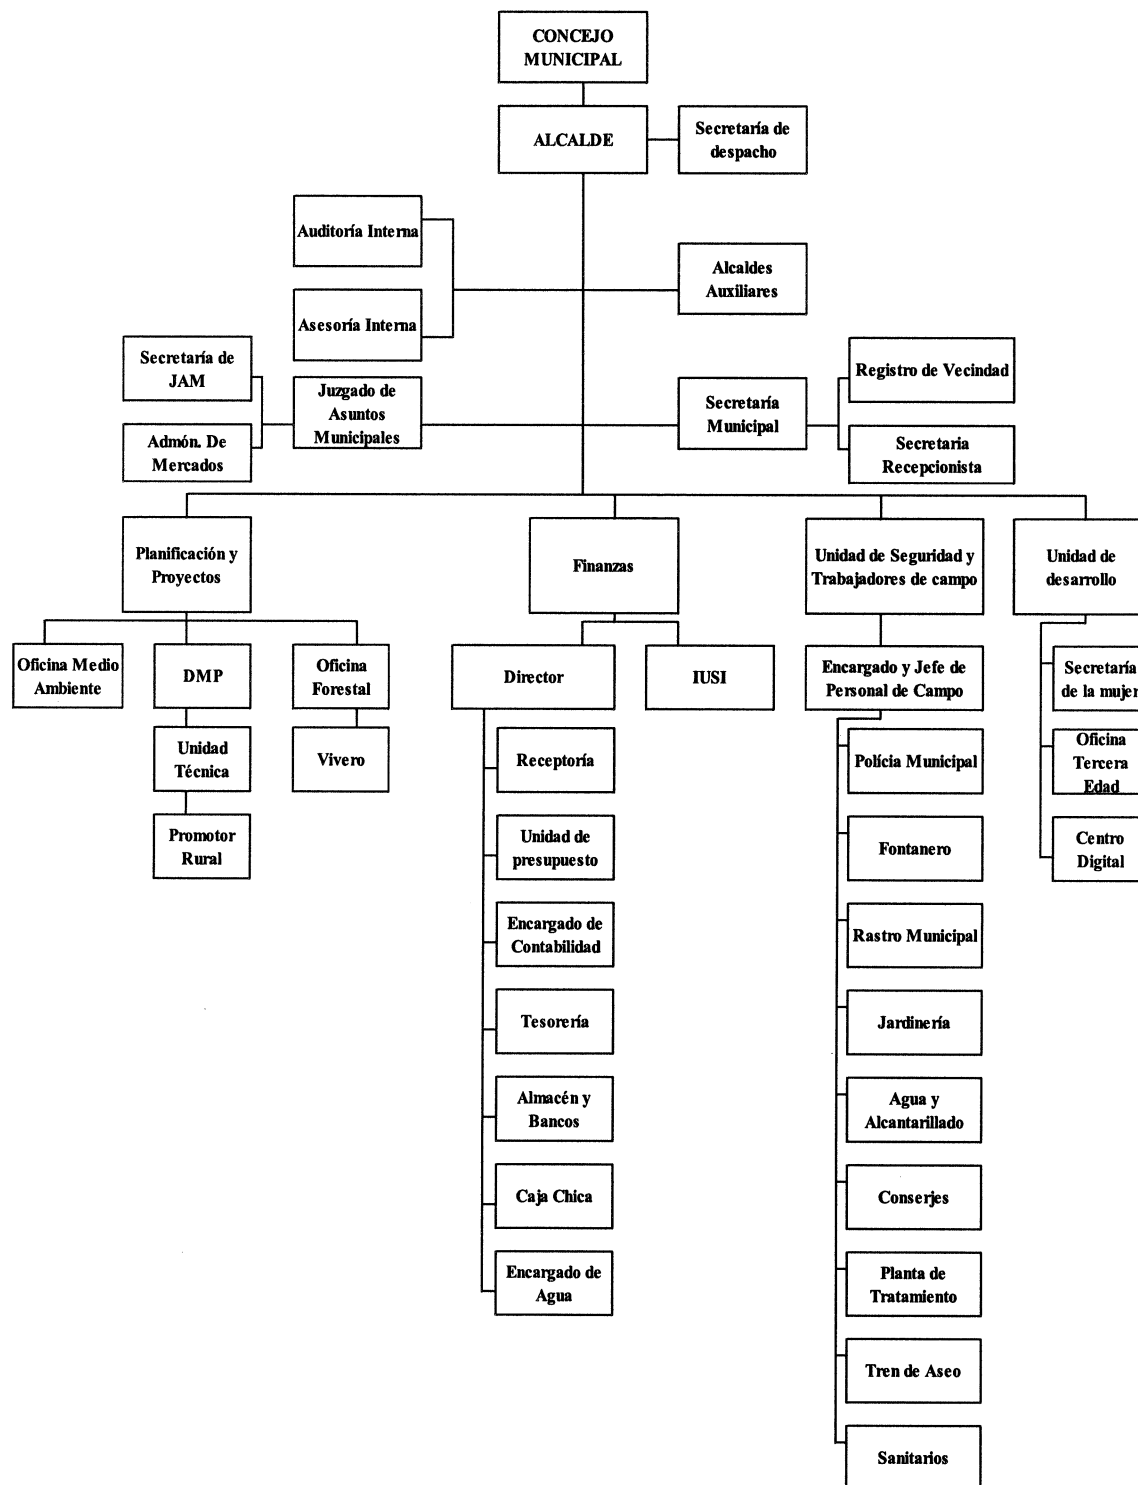 CONCEJO
MUNICIPAL
ALCALDE
Secretaría de
despacho
Auditoría Interna
Alcaldes
Auxiliares
Asesoría Interna
Secretaría de
JAM
Juzgado de
Asuntos
Municipales
Admón. De
Mercados
Secretaría
Municipal
Registro de Vecindad
Secretaria
Recepcionista
Planificación y
Proyectos
Finanzas
Unidad de Seguridad y
Trabajadores de campo
Unidad de
desarrollo
Oficina Medio
Ambiente
DMP
Oficina
Forestal
Director
IUSI
Encargado y Jefe de
Personal de Campo
Secretaría
de la mujer
Unidad
Técnica
Vivero
Receptoría
Polícia Municipal
Oficina
Tercera
Edad
Promotor
Rural
Unidad de
presupuesto
Fontanero
Centro
Digital
Encargado de
Contabilidad
Rastro Municipal
Tesorería
Jardinería
Almacén y
Bancos
Agua y
Alcantarillado
Caja Chica
Conserjes
Encargado de
Agua
Planta de
Tratamiento
Tren de Aseo
Sanitarios